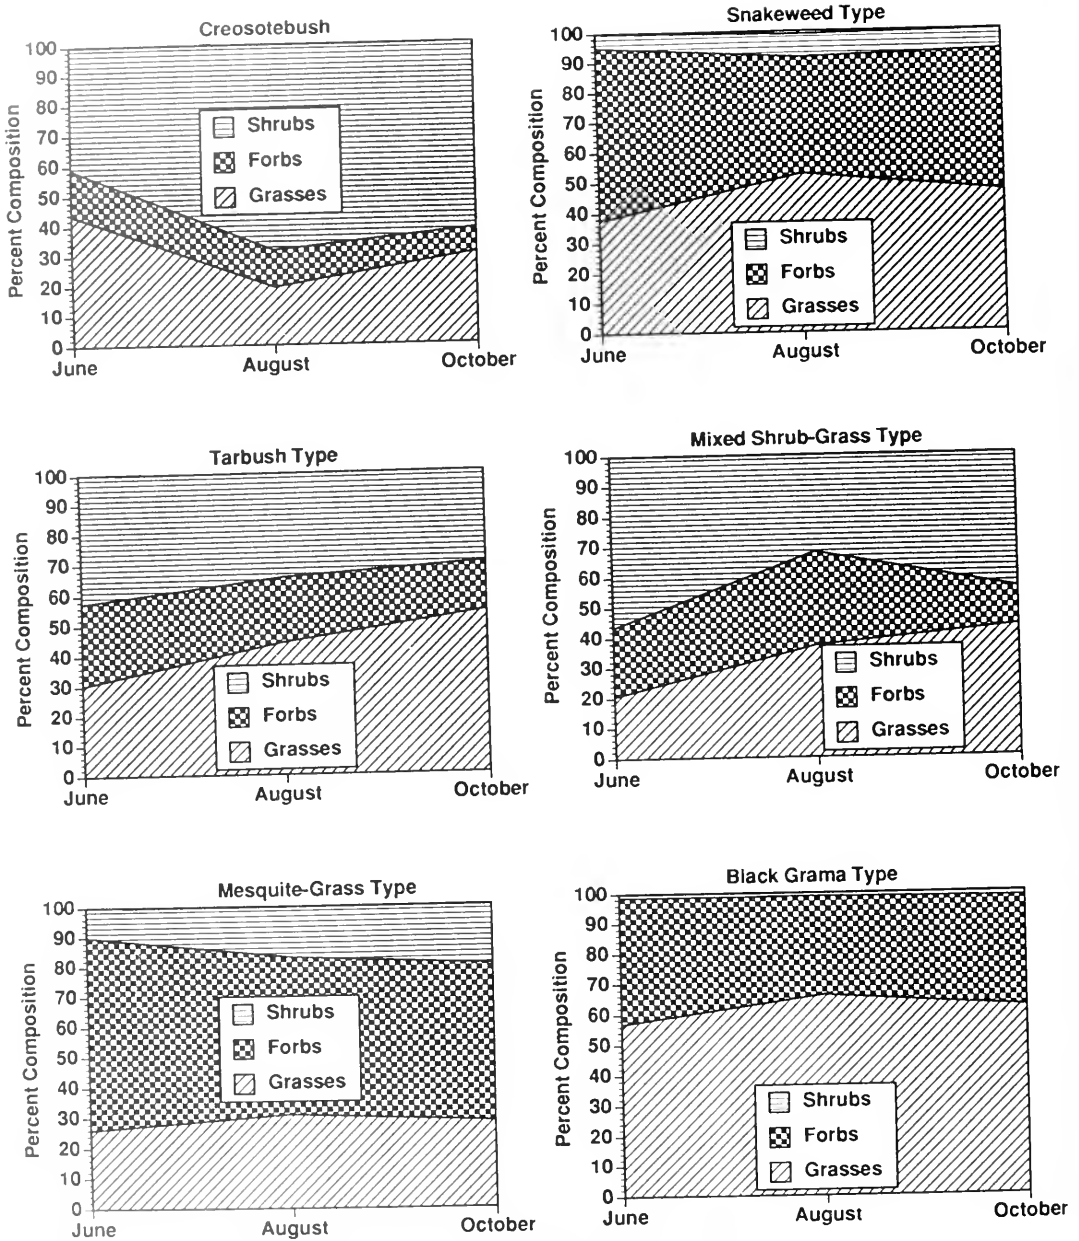 Creosotebush
Percent Composition
100
90
80
70
60
50
40
30
20
10
0
Shrubs
Forbs
Grasses
June August October
Snakeweed Type
Percent Composition
100
90
80
70
60
50
40
30
20
10
0
Shrubs
Forbs
Grasses
June August October
Tarbush Type
Percent Composition
100
90
80
70
60
50
40
30
20
10
0
Shrubs
Forbs
Grasses
June August October
Mixed Shrub-Grass Type
Percent Composition
100
90
80
70
60
50
40
30
20
10
0
Shrubs
Forbs
Grasses
June August October
Mesquite-Grass Type
Percent Composition
100
90
80
70
60
50
40
30
20
10
0
Shrubs
Forbs
Grasses
June August October
Black Grama Type
Percent Composition
100
90
80
70
60
50
40
30
20
10
0
Shrubs
Forbs
Grasses
June August October